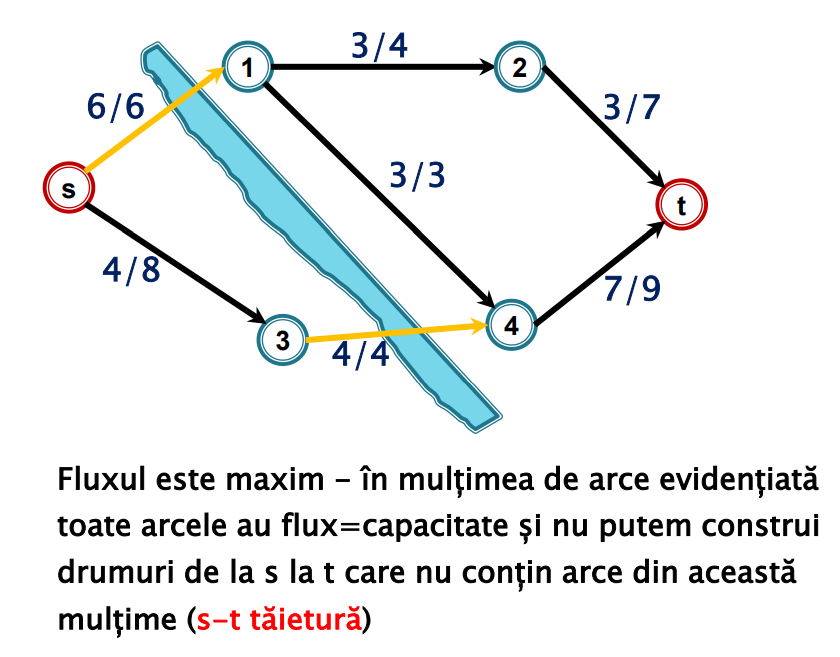 3/4
1
2
6/6
3/7
3/3
s
t
4/8
7/9
4
3
4/4
Fluxul este maxim – în mulțimea de arce evidențiată
toate arcele au flux=capacitate și nu putem construi
drumuri de la s la t care nu conțin arce din această
mulțime (s-t tăietură)